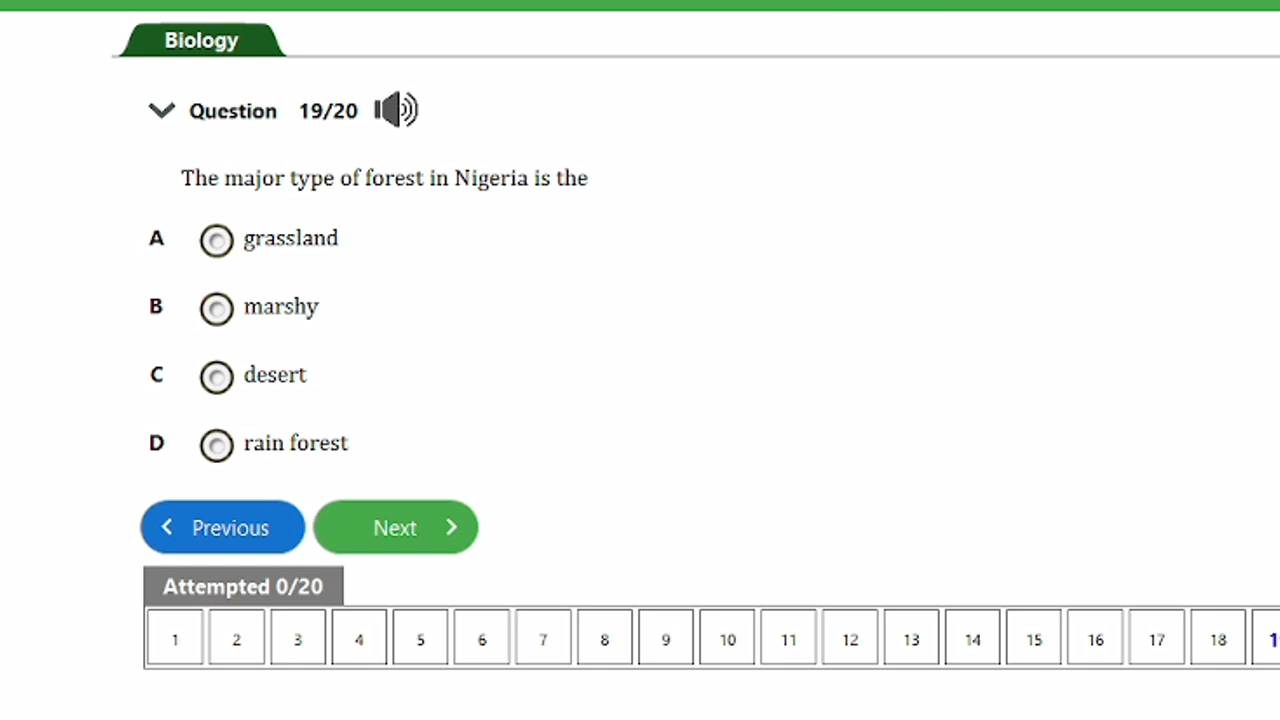 Biology
Question 19/20
The major type of forest in Nigeria is the
A grassland
B marshy
C desert
D rain forest
Previous Next
Attempted 0/20
1 2 3 4 5 6 7 8 9 10 11 12 13 14 15 16 17 18